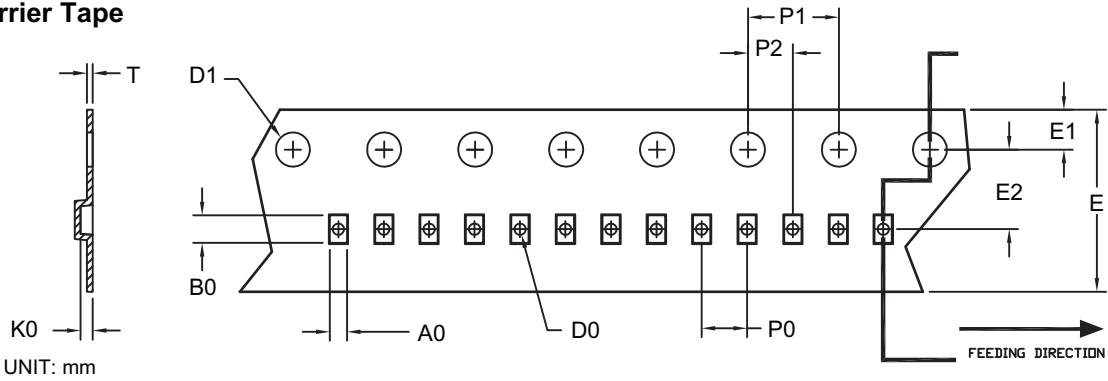 rrier Tape
P1
P2
T
D1
E1
E2
E
B0
K0
A0
D0
P0
FEEDING DIRECTION
UNIT: mm